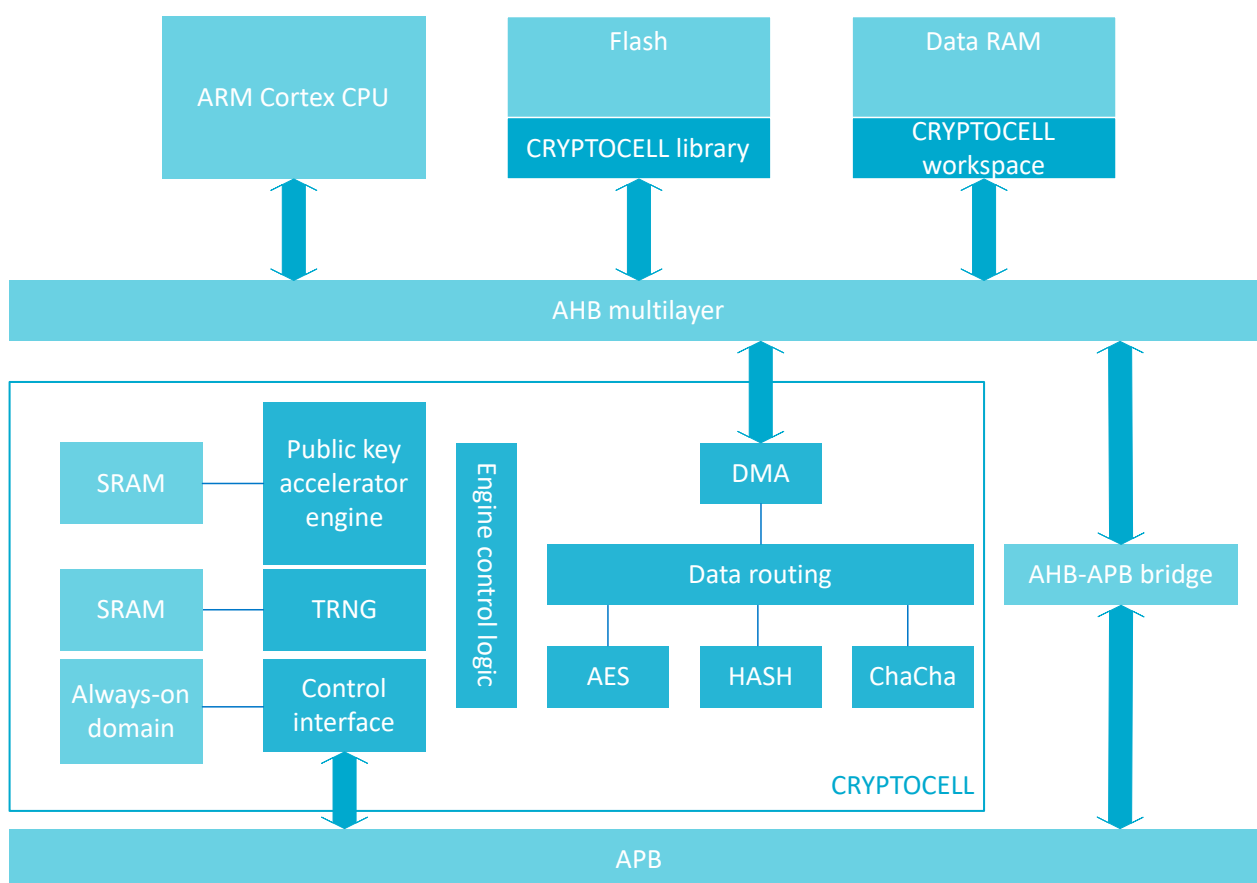 ARM Cortex CPU
Flash
CRYPTOCELL library
Data RAM
CRYPTOCELL
workspace
AHB multilayer
SRAM
Public key
accelerator
engine
SRAM
TRNG
Always-on
domain
Control
interface
Engine control logic
DMA
Data routing
AES
HASH
ChaCha
CRYPTOCELL
AHB-APB bridge
APB